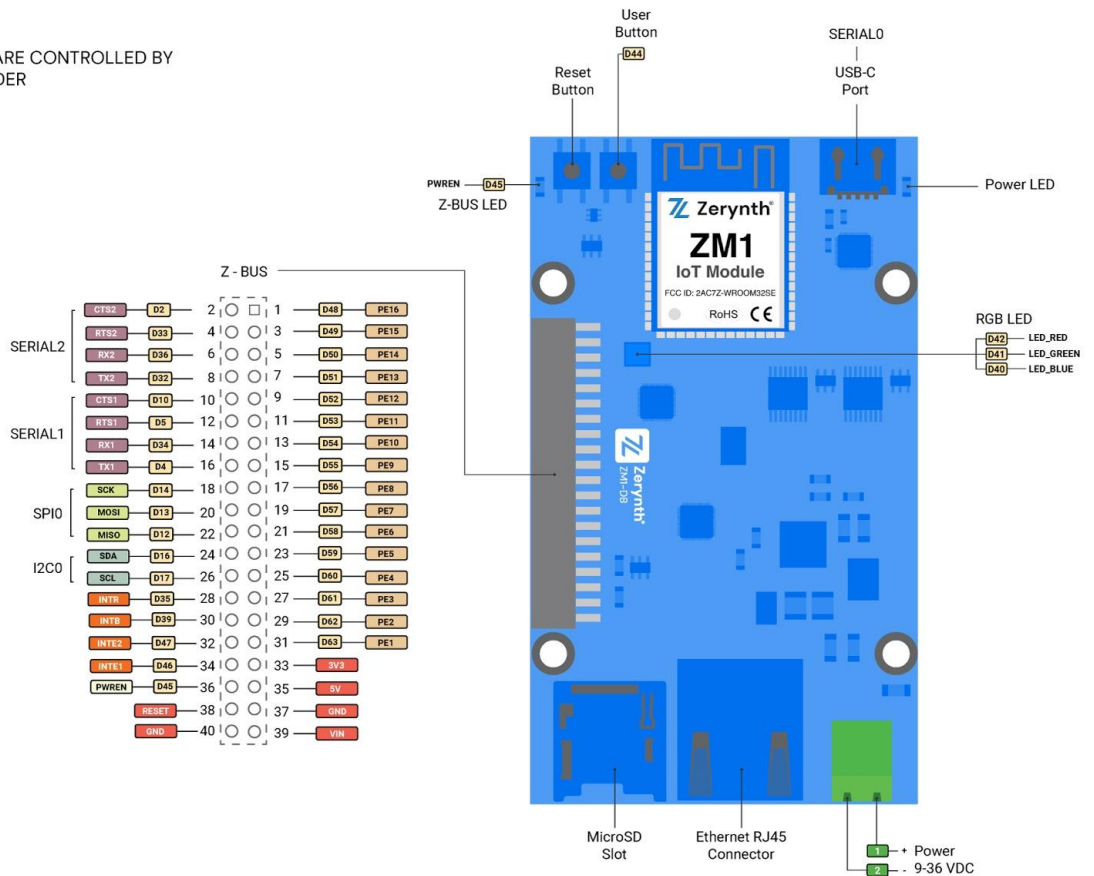 ARE CONTROLLED BY
DER
User
Button
D44
Reset
Button
SERIAL0
USB-C
Port
PWREN D45
Z-BUS LED
Power LED
Zerynth®
ZM1
IoT Module
FCC ID: 2AC7Z-WROOM32SE
RoHS CE
RGB LED
D42 LED_RED
D41 LED_GREEN
D40 LED_BLUE
Zerynth®
ZM1-DB
Z - BUS
SERIAL2
SERIAL1
SPI0
I2C0
CTS2 D2 2 1 D48 PE16
RTS2 D33 4 3 D49 PE15
RX2 D36 6 5 D50 PE14
TX2 D32 8 7 D51 PE13
CTS1 D10 10 9 D52 PE12
RTS1 D5 12 11 D53 PE11
RX1 D34 14 13 D54 PE10
TX1 D4 16 15 D55 PE9
SCK D14 18 17 D56 PE8
MOSI D13 20 19 D57 PE7
MISO D12 22 21 D58 PE6
SDA D16 24 23 D59 PE5
SCL D17 26 25 D60 PE4
INTR D35 28 27 D61 PE3
INTB D39 30 29 D62 PE2
INTE2 D47 32 31 D63 PE1
INTE1 D46 34 33 3V3
PWREN D45 36 35 5V
RESET 38 37 GND
GND 40 39 VIN
MicroSD
Slot
Ethernet RJ45
Connector
1 + Power
2 - 9-36 VDC